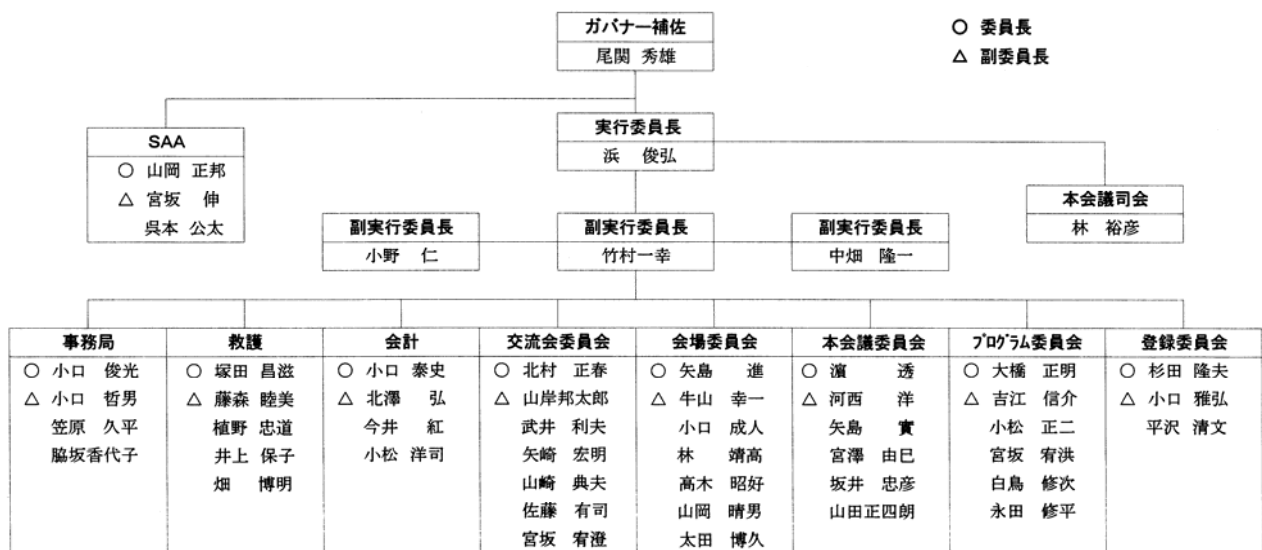 ガバナー補佐
尾関 秀雄
○ 委員長
△ 副委員長
SAA
○ 山岡 正邦
△ 宮坂 伸
呉本 公太
実行委員長
浜 俊弘
本会議司会
林 裕彦
副実行委員長
小野 仁
副実行委員長
竹村一幸
副実行委員長
中畑 隆一
事務局
○ 小口 俊光
△ 小口 哲男
笠原 久平
脇坂香代子
救護
○ 塚田 昌滋
△ 藤森 睦美
植野 忠道
井上 保子
畑 博明
会計
○ 小口 泰史
△ 北澤 弘
今井 紅
小松 洋司
交流会委員会
○ 北村 正春
△ 山岸邦太郎
武井 利夫
矢崎 宏明
山崎 典夫
佐藤 有司
宮坂 宥澄
会場委員会
○ 矢島 進
△ 牛山 幸一
小口 成人
林 靖高
高木 昭好
山岡 晴男
太田 博久
本会議委員会
○ 濵 透
△ 河西 洋
矢島 實
宮澤 由巳
坂井 忠彦
山田正四朗
プログラム委員会
○ 大橋 正明
△ 吉江 信介
小松 正二
宮坂 宥洪
白鳥 修次
永田 修平
登録委員会
○ 杉田 隆夫
△ 小口 雅弘
平沢 清文